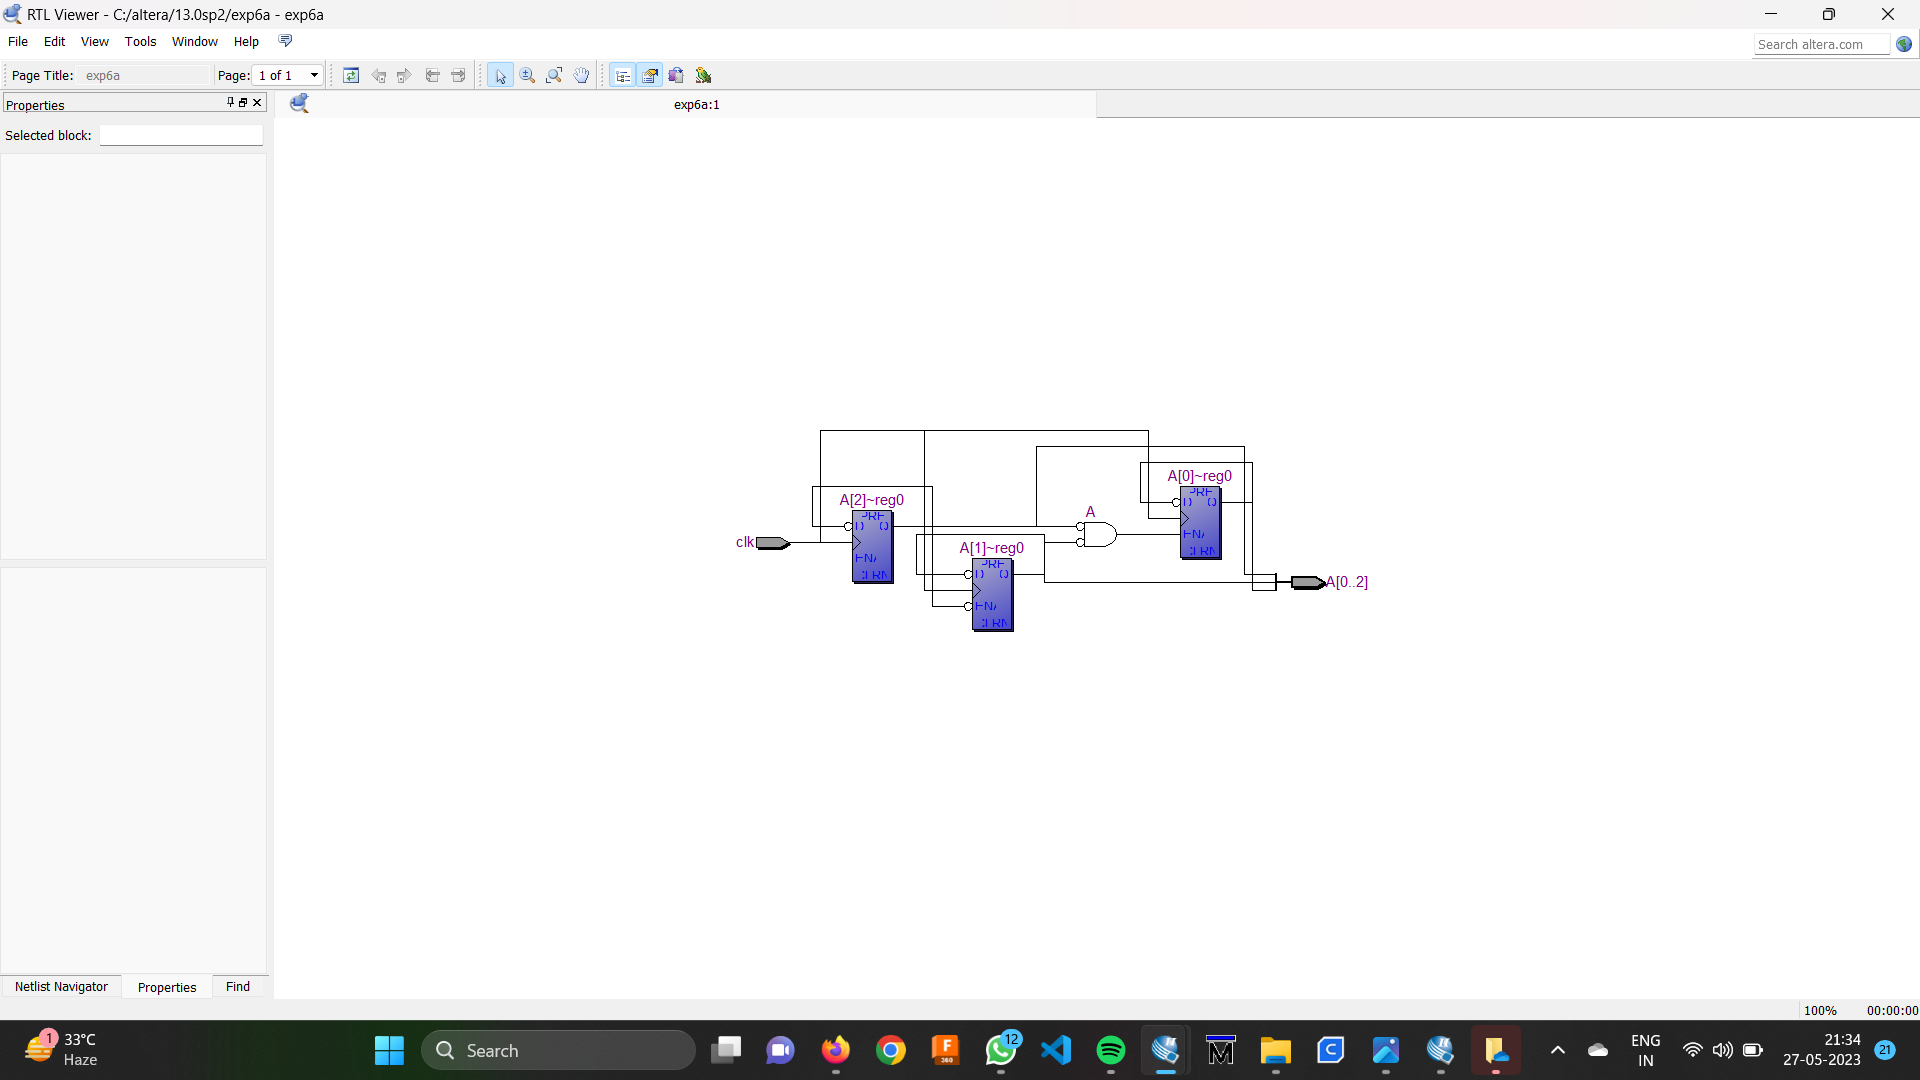 RTL Viewer - C:/altera/13.0sp2/exp6a - exp6a
File Edit View Tools Window Help
Search altera.com
Page Title: exp6a Page: 1 of 1
Properties
exp6a:1
Selected block:
A[0]~reg0
PRE
D Q
ENA
CLRN
A[2]~reg0
PRE
D Q
ENA
CLRN
A
clk
A[1]~reg0
PRE
D Q
ENA
CLRN
A[0..2]
Netlist Navigator Properties Find
100% 00:00:00
1
33°C
Haze
Search
F
360
12
M
C
ENG
IN
21:34
27-05-2023
21